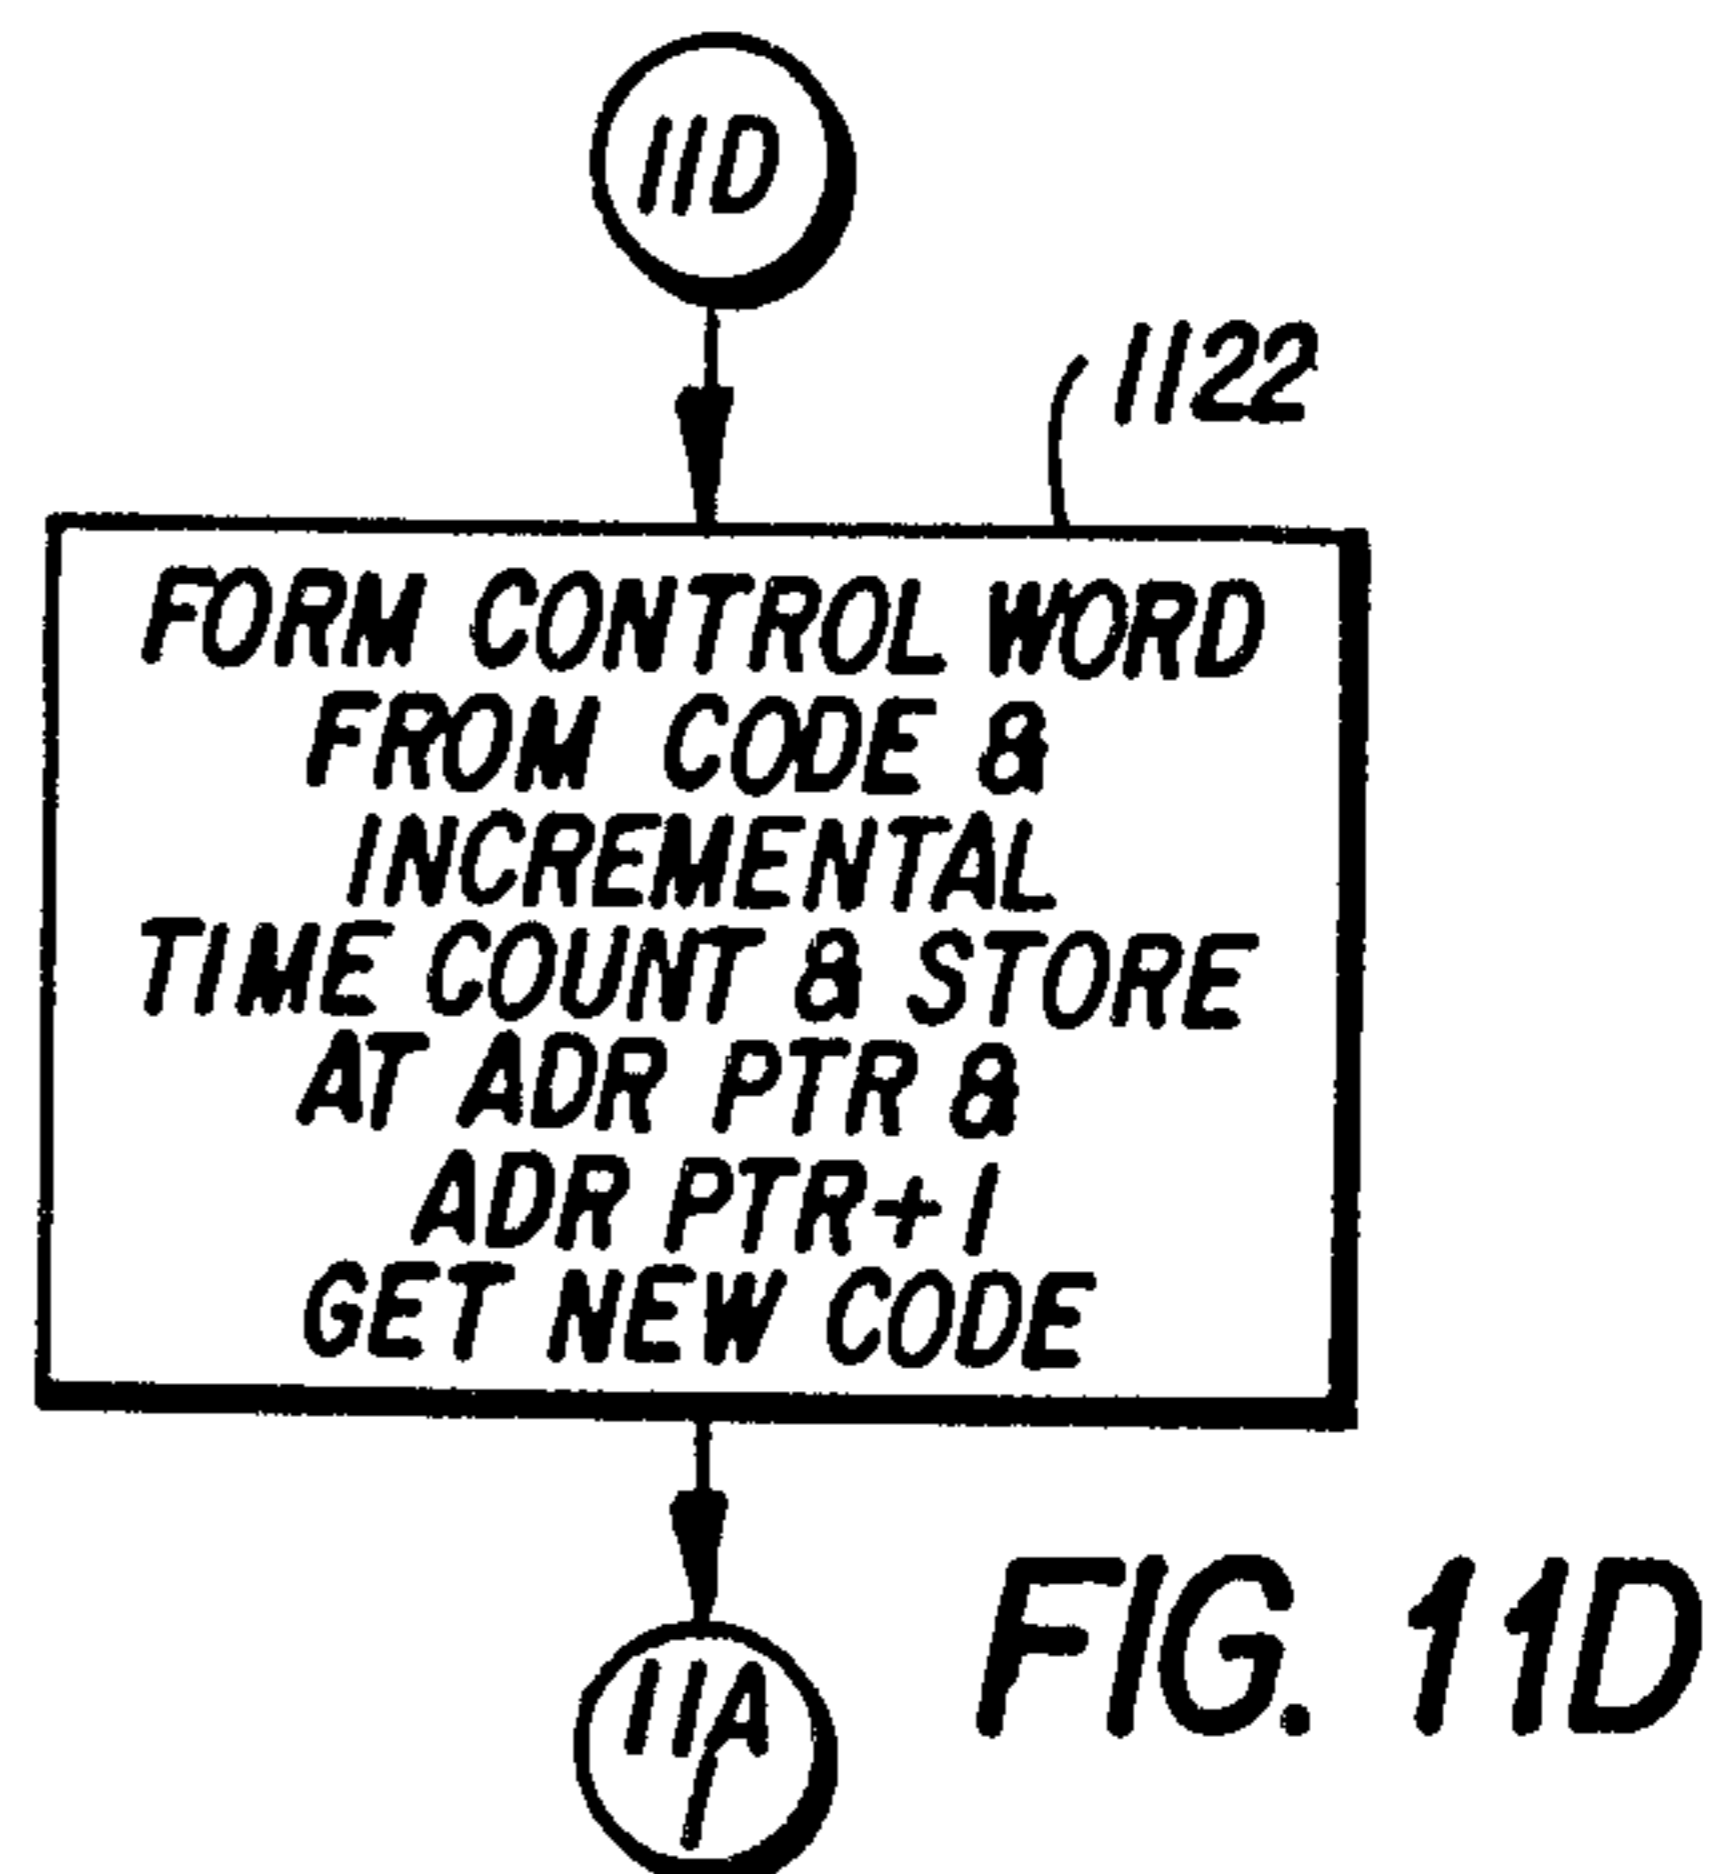 11D
1122
FORM CONTROL WORD
FROM CODE &
INCREMENTAL
TIME COUNT & STORE
AT ADR PTR &
ADR PTR+1
GET NEW CODE
11A
FIG. 11D